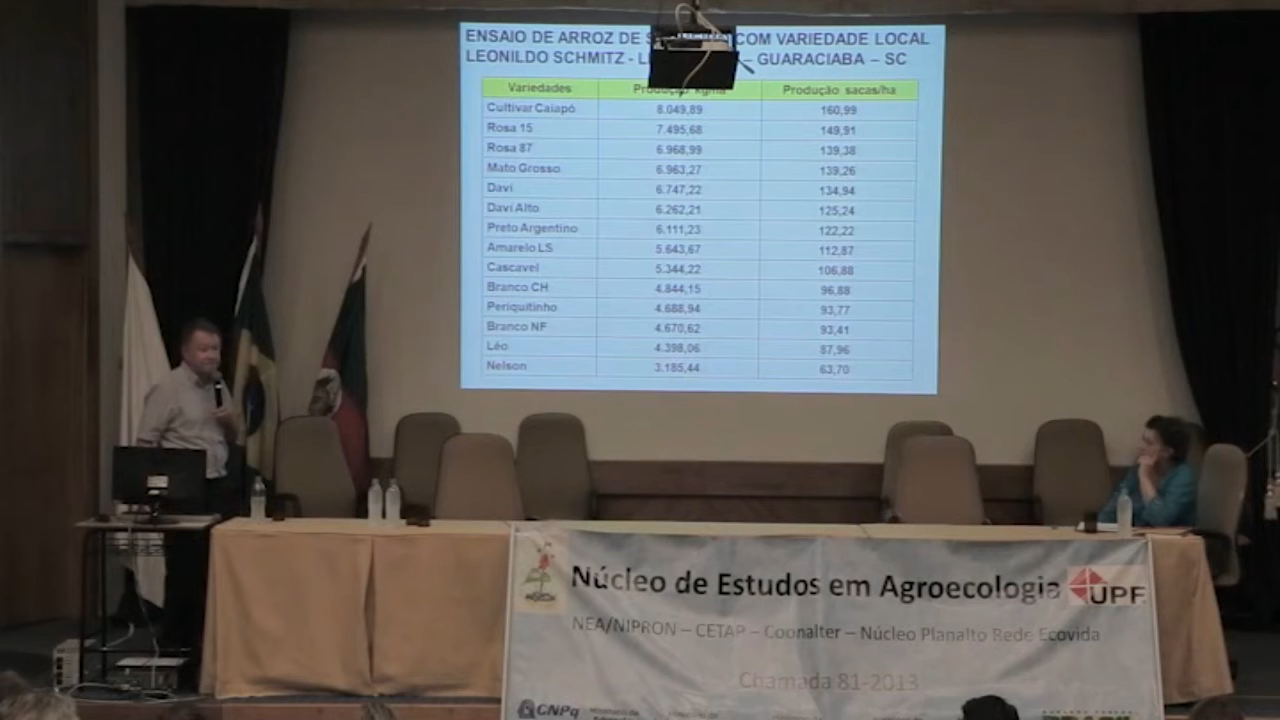 ENSAIO DE ARROZ DE COM VARIEDADE LOCAL
LEONILDO SCHMITZ - – GUARACIABA – SC
Variedades Produção kg/ha Produção sacas/ha
Cultivar Caiapó 8.049,89 160,99
Rosa 15 7.495,68 149,91
Rosa 87 6.968,99 139,38
Mato Grosso 6.963,27 139,26
Davi 6.747,22 134,94
Davi Alto 6.262,21 125,24
Preto Argentino 6.111,23 122,22
Amarelo LS 5.643,67 112,87
Cascavel 5.344,22 106,88
Branco CH 4.844,15 96,88
Periquitinho 4.688,94 93,77
Branco NF 4.670,62 93,41
Léo 4.398,06 87,96
Nelson 3.185,44 63,70
Núcleo de Estudos em Agroecologia UPF
NEA/NIPRON – CETAP – Coonalter – Núcleo Planalto Rede Ecovida
Chamada 81-2013
CNPq